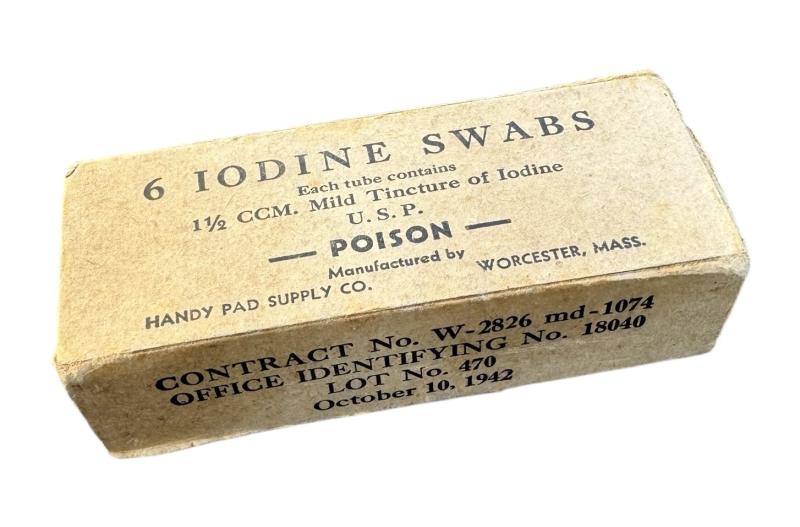 6 IODINE SWABS
Each tube contains
1½ CCM. Mild Tincture of Iodine
U. S. P.
— POISON —
Manufactured by
HANDY PAD SUPPLY CO. WORCESTER, MASS.
CONTRACT No. W-2826 md-1074
OFFICE IDENTIFYING No. 18040
LOT No. 470
October 10, 1942